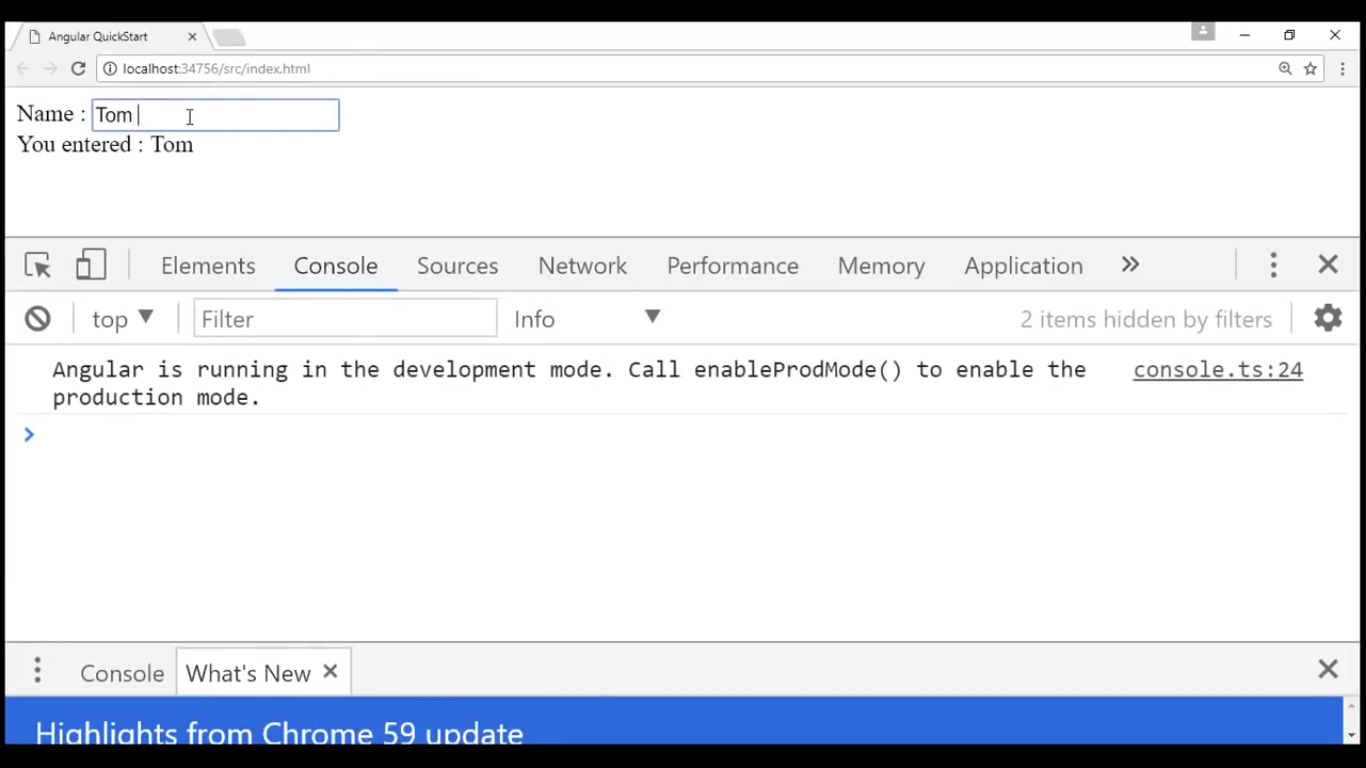 Angular QuickStart
localhost:34756/src/index.html
Name : Tom
You entered : Tom
Elements Console Sources Network Performance Memory Application »
top Filter Info 2 items hidden by filters
Angular is running in the development mode. Call enableProdMode() to enable the console.ts:24
production mode.
Console What's New
Highlights from Chrome 59 update